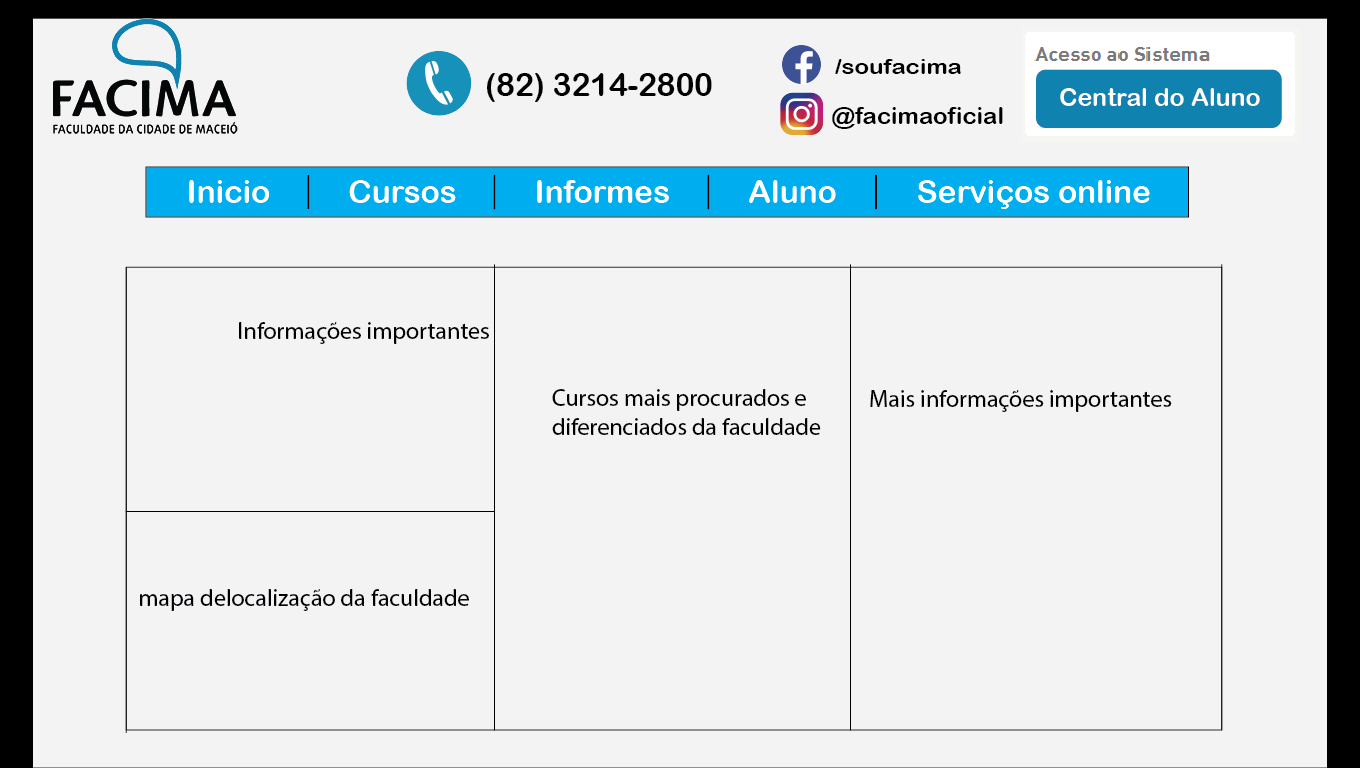 FACIMA
FACULDADE DA CIDADE DE MACEIÓ
(82) 3214-2800
/soufacima
@facimaoficial
Acesso ao Sistema
Central do Aluno
Inicio
Cursos
Informes
Aluno
Serviços online
Informações importantes
mapa delocalização da faculdade
Cursos mais procurados e
diferenciados da faculdade
Mais informações importantes